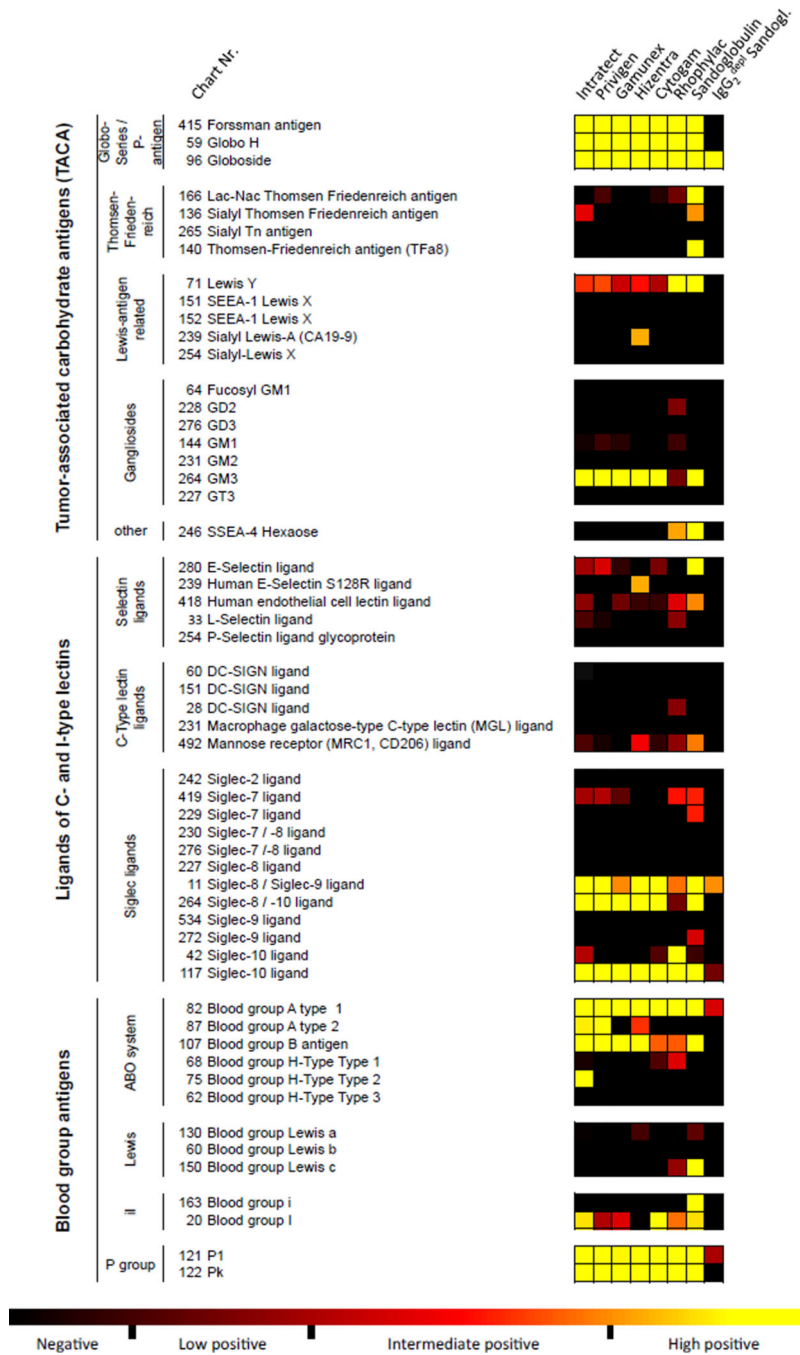 Chart Nr.
Intratect
Privigen
Gamunex
Hizentra
Cytogam
Rhophylac
Sandoglobulin
IgG2 depl Sandogl.
Tumor-associated carbohydrate antigens (TACA)
Globo-
Series /
P-
antigen
415 Forssman antigen
59 Globo H
96 Globoside
Thomsen-
Frieden-
reich
166 Lac-Nac Thomsen Friedenreich antigen
136 Sialyl Thomsen Friedenreich antigen
265 Sialyl Tn antigen
140 Thomsen-Friedenreich antigen (TFa8)
Lewis-antigen
related
71 Lewis Y
151 SEEA-1 Lewis X
152 SEEA-1 Lewis X
239 Sialyl Lewis-A (CA19-9)
254 Sialyl-Lewis X
Gangliosides
64 Fucosyl GM1
228 GD2
276 GD3
144 GM1
231 GM2
264 GM3
227 GT3
other
246 SSEA-4 Hexaose
Ligands of C- and I-type lectins
Selectin
ligands
280 E-Selectin ligand
239 Human E-Selectin S128R ligand
418 Human endothelial cell lectin ligand
33 L-Selectin ligand
254 P-Selectin ligand glycoprotein
C-Type lectin
ligands
60 DC-SIGN ligand
151 DC-SIGN ligand
28 DC-SIGN ligand
231 Macrophage galactose-type C-type lectin (MGL) ligand
492 Mannose receptor (MRC1, CD206) ligand
Siglec ligands
242 Siglec-2 ligand
419 Siglec-7 ligand
229 Siglec-7 ligand
230 Siglec-7 / -8 ligand
276 Siglec-7 /-8 ligand
227 Siglec-8 ligand
11 Siglec-8 / Siglec-9 ligand
264 Siglec-8 / -10 ligand
534 Siglec-9 ligand
272 Siglec-9 ligand
42 Siglec-10 ligand
117 Siglec-10 ligand
Blood group antigens
ABO system
82 Blood group A type 1
87 Blood group A type 2
107 Blood group B antigen
68 Blood group H-Type Type 1
75 Blood group H-Type Type 2
62 Blood group H-Type Type 3
Lewis
130 Blood group Lewis a
60 Blood group Lewis b
150 Blood group Lewis c
iI
163 Blood group i
20 Blood group I
P group
121 P1
122 Pk
Negative
Low positive
Intermediate positive
High positive